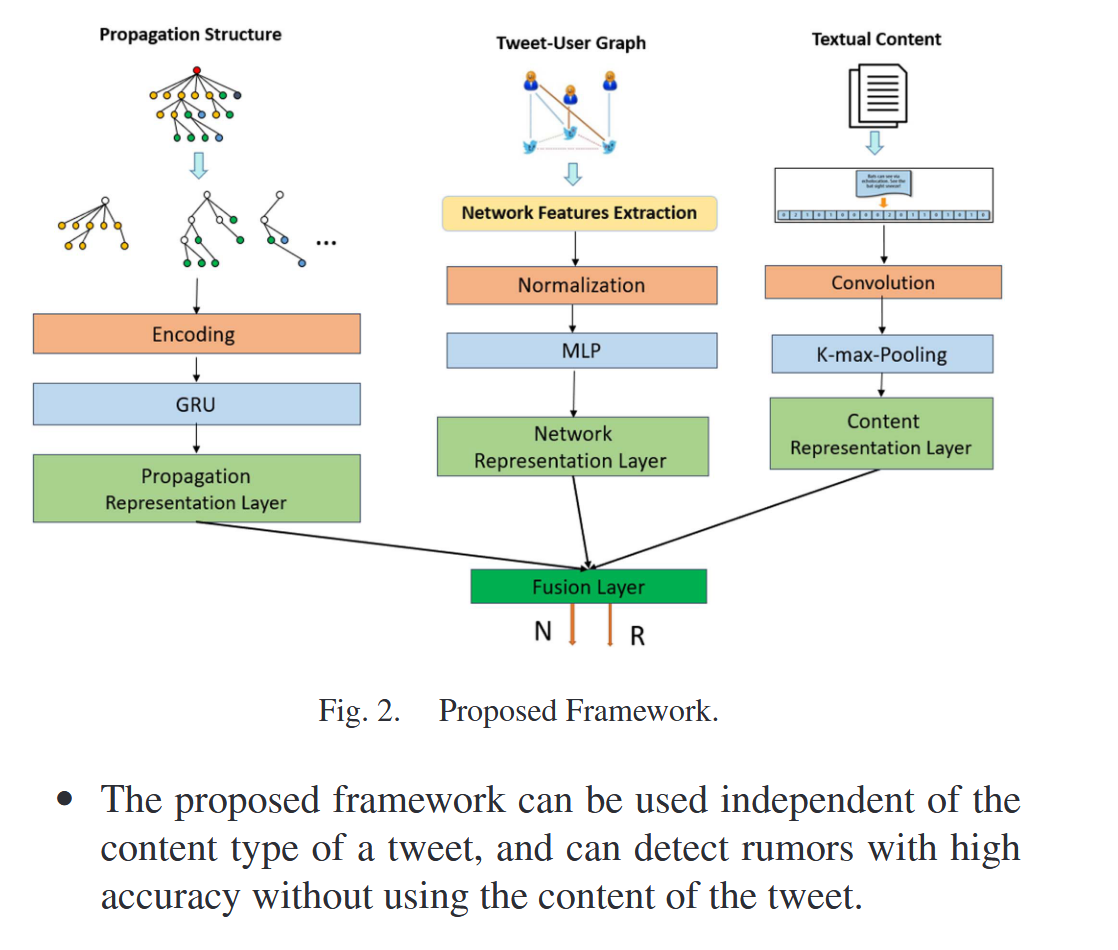 Propagation Structure
Tweet-User Graph
Textual Content
Network Features Extraction
Normalization
Convolution
Encoding
MLP
K-max-Pooling
GRU
Content
Representation Layer
Network
Representation Layer
Propagation
Representation Layer
...
Fusion Layer
N
R
Fig. 2. Proposed Framework.
• The proposed framework can be used independent of the
content type of a tweet, and can detect rumors with high
accuracy without using the content of the tweet.